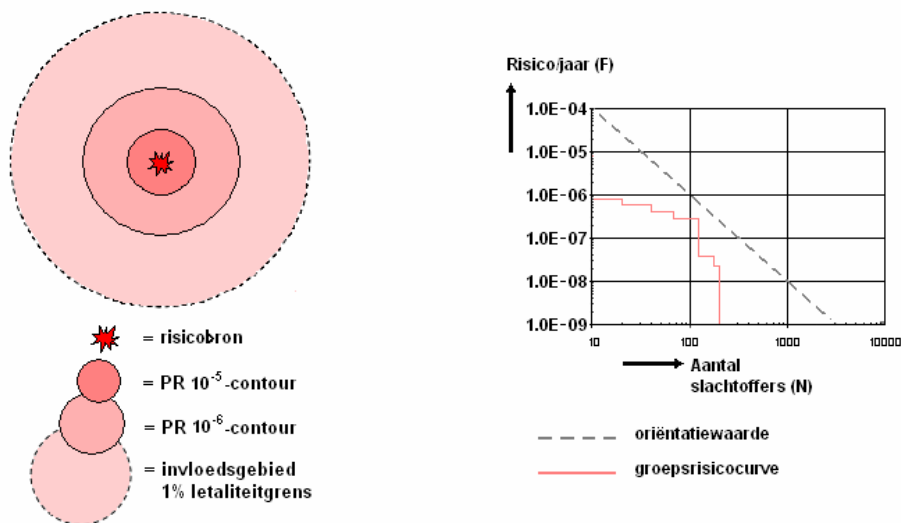 = risicobron
= PR 10⁻⁵-contour
= PR 10⁻⁶-contour
= invloedsgebied
1% letaliteitgrens
Risico/jaar (F)
1.0E-04
1.0E-05
1.0E-06
1.0E-07
1.0E-08
1.0E-09
10 100 1000 10000
Aantal
slachtoffers (N)
oriëntatiewaarde
groepsrisicocurve